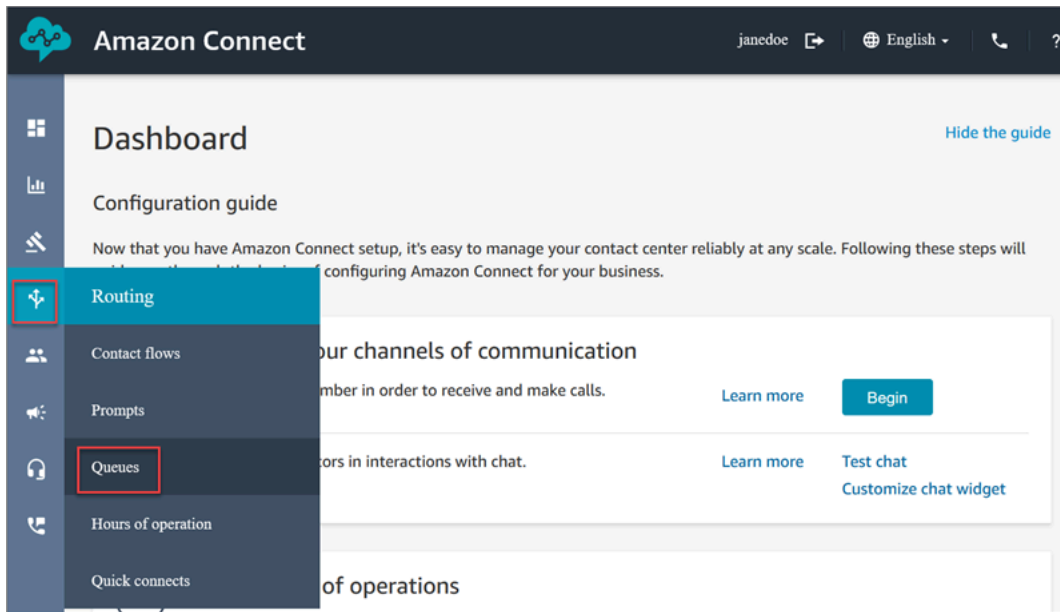 Amazon Connect
janedoe
English
?
Dashboard
Hide the guide
Configuration guide
Now that you have Amazon Connect setup, it's easy to manage your contact center reliably at any scale. Following these steps will
configuring Amazon Connect for your business.
Routing
Contact flows
our channels of communication
Prompts
mber in order to receive and make calls.
Learn more
Begin
Queues
tors in interactions with chat.
Learn more
Test chat
Customize chat widget
Hours of operation
Quick connects
of operations